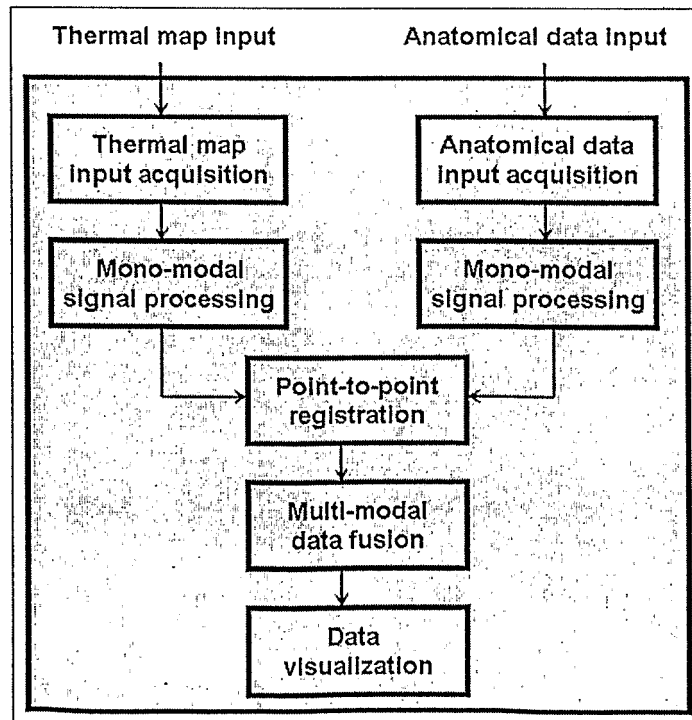 Thermal map input
Anatomical data input
Thermal map
input acquisition
Anatomical data
input acquisition
Mono-modal
signal processing
Mono-modal
signal processing
Point-to-point
registration
Multi-modal
data fusion
Data
visualization